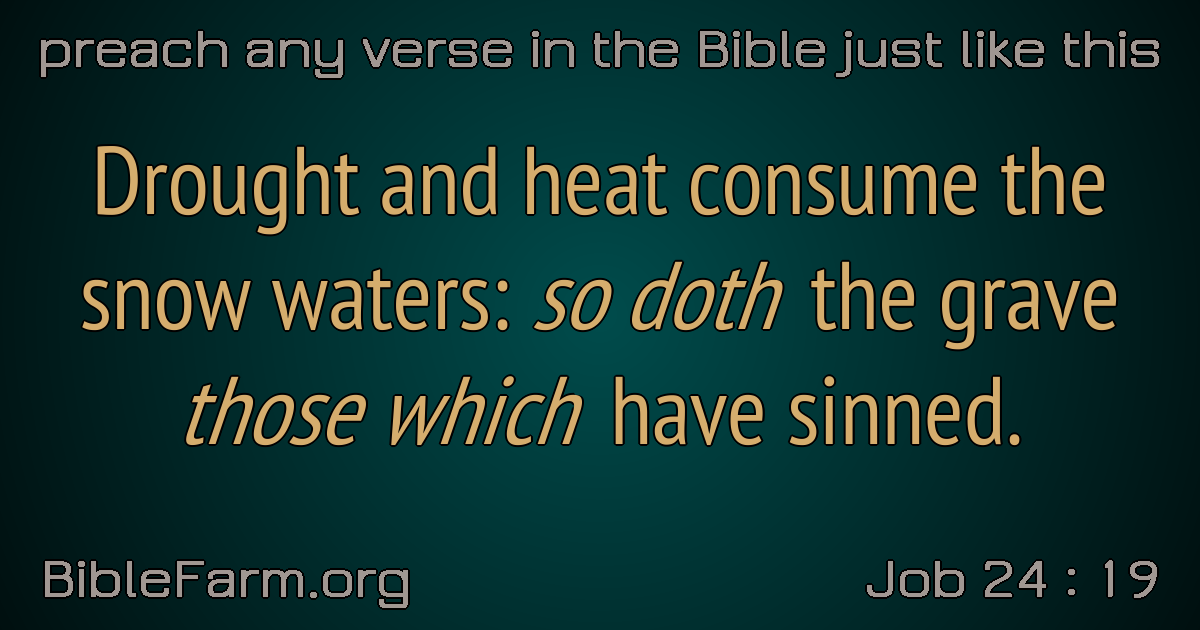 preach any verse in the Bible just like this
Drought and heat consume the
snow waters: so doth the grave
those which have sinned.
BibleFarm.org
Job 24 : 19